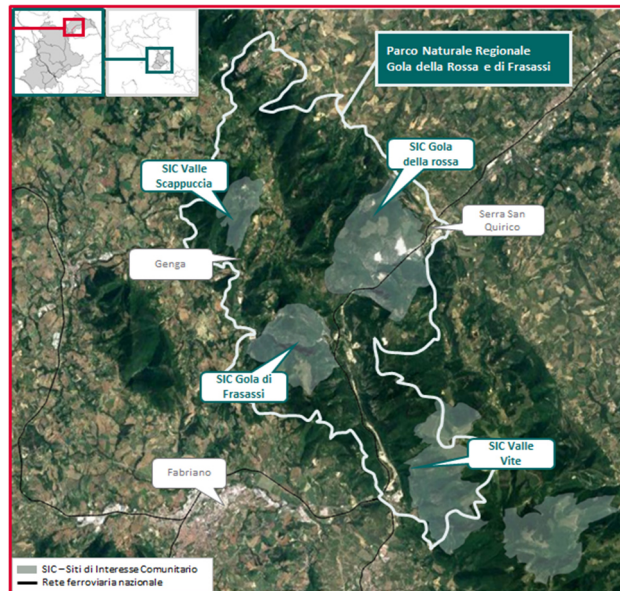 Parco Naturale Regionale
Gola della Rossa e di Frasassi
SIC Gola
della rossa
SIC Valle
Scappuccia
Serra San
Quirico
Genga
SIC Gola di
Frasassi
SIC Valle
Vite
Fabriano
SIC – Siti di Interesse Comunitario
Rete ferroviaria nazionale